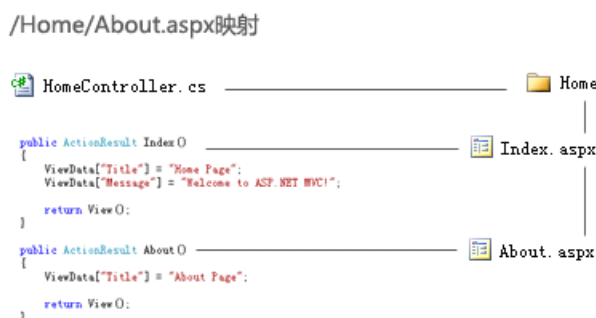 /Home/About.aspx映射
HomeController.cs
Home
public ActionResult Index()
{
ViewData["Title"] = "Home Page";
ViewData["Message"] = "Welcome to ASP.NET MVC!";
return View();
}
Index.aspx
public ActionResult About()
{
ViewData["Title"] = "About Page";
return View();
}
About.aspx